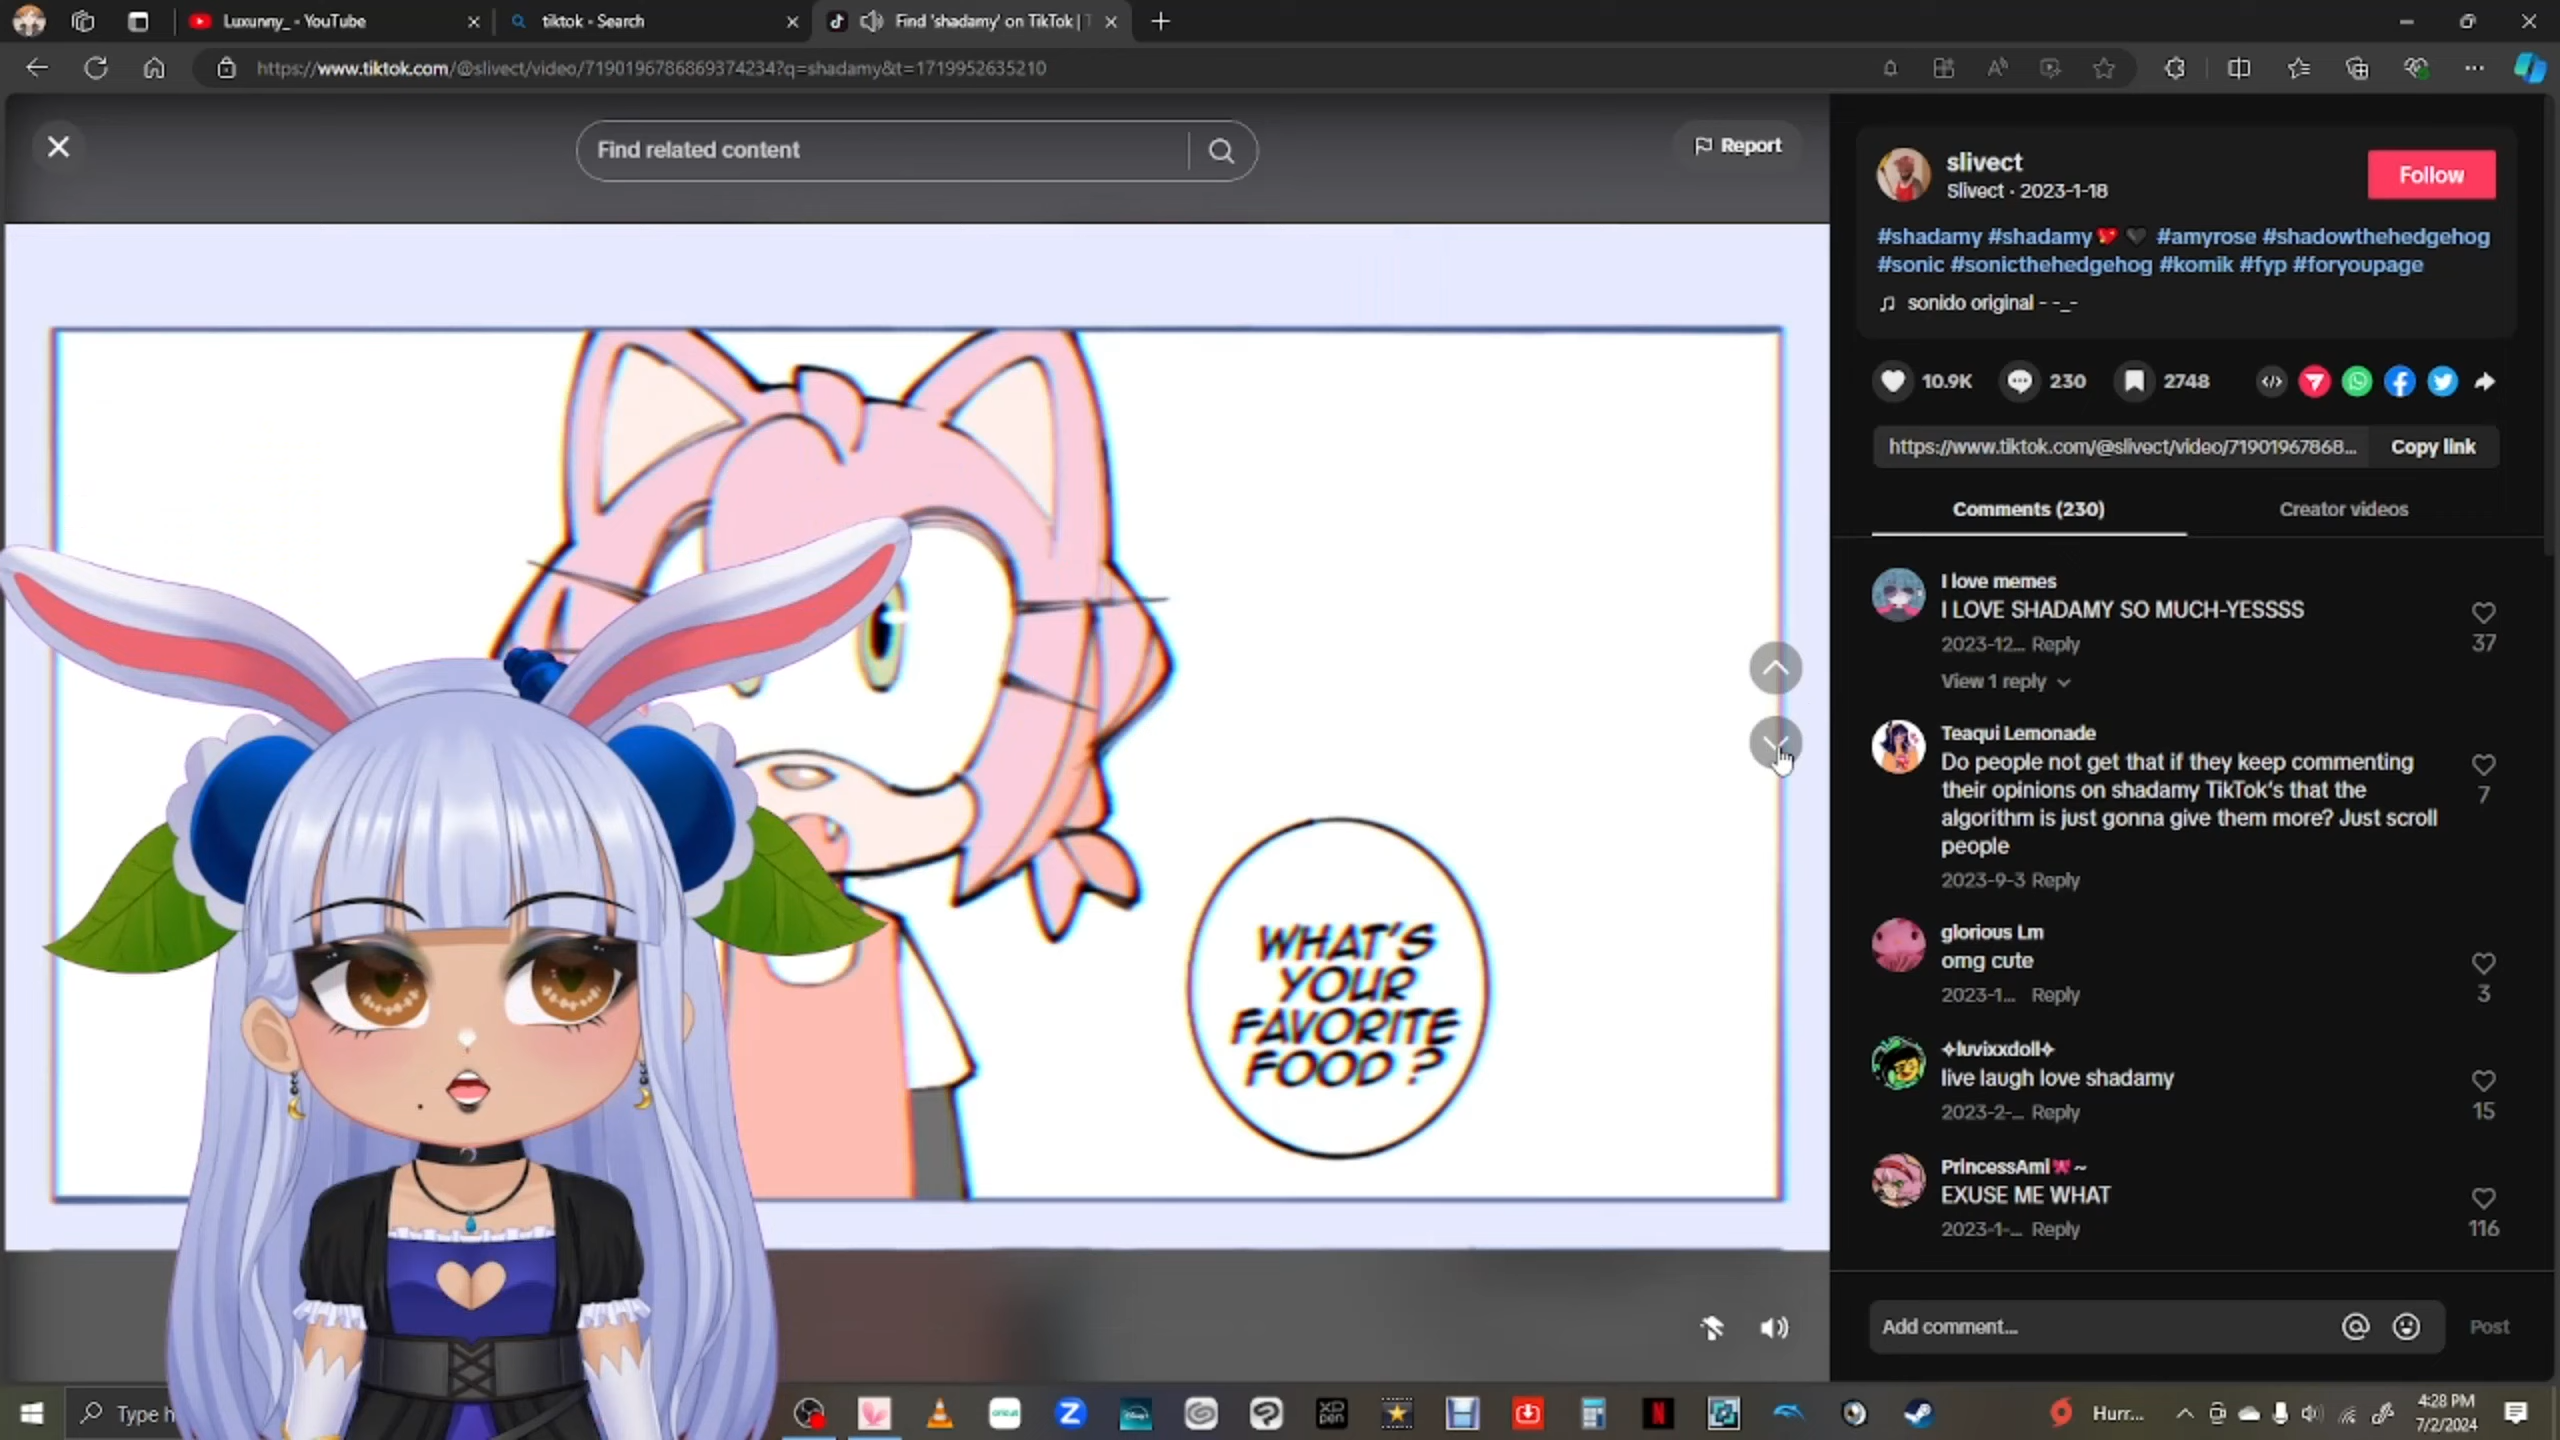 Luxunny_ - YouTube
tiktok - Search
Find 'shadamy' on TikTok |
https://www.tiktok.com/@slivect/video/7190196786869374234?q=shadamy&t=1719952635210
Find related content
Report
slivect
Slivect · 2023-1-18
Follow
#shadamy #shadamy❤️🖤 #amyrose #shadowthehedgehog
#sonic #sonicthehedgehog #komik #fyp #foryoupage
sonido original - -_-
10.9K
230
2748
https://www.tiktok.com/@slivect/video/71901967868...
Copy link
Comments (230)
Creator videos
I love memes
I LOVE SHADAMY SO MUCH-YESSSS
37
2023-12... Reply
View 1 reply
Teaqui Lemonade
Do people not get that if they keep commenting
their opinions on shadamy TikTok's that the
algorithm is just gonna give them more? Just scroll
people
7
2023-9-3 Reply
glorious Lm
omg cute
3
2023-1... Reply
✧luvixxdoll✧
live laugh love shadamy
15
2023-2-... Reply
PrincessAmi🎀~
EXUSE ME WHAT
116
2023-1-... Reply
Add comment...
Post
WHAT'S
YOUR
FAVORITE
FOOD ?
Type h
cricut
Disney+
XP
pen
N
Hurr...
4:28 PM
7/2/2024